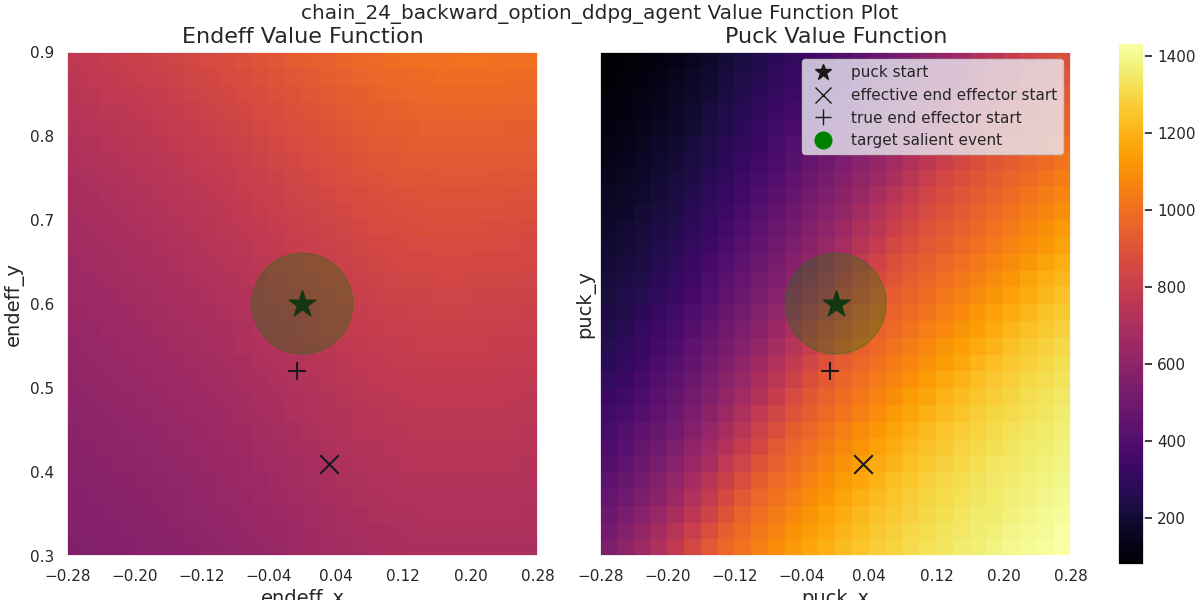 chain_24_backward_option_ddpg_agent Value Function Plot
Endeff Value Function
Puck Value Function
puck start
effective end effector start
true end effector start
target salient event
0.9
0.8
0.7
0.6
0.5
0.4
0.3
endeff_y
−0.28 −0.20 −0.12 −0.04 0.04 0.12 0.20 0.28
endeff_x
puck_y
−0.28 −0.20 −0.12 −0.04 0.04 0.12 0.20 0.28
puck_x
1400
1200
1000
800
600
400
200